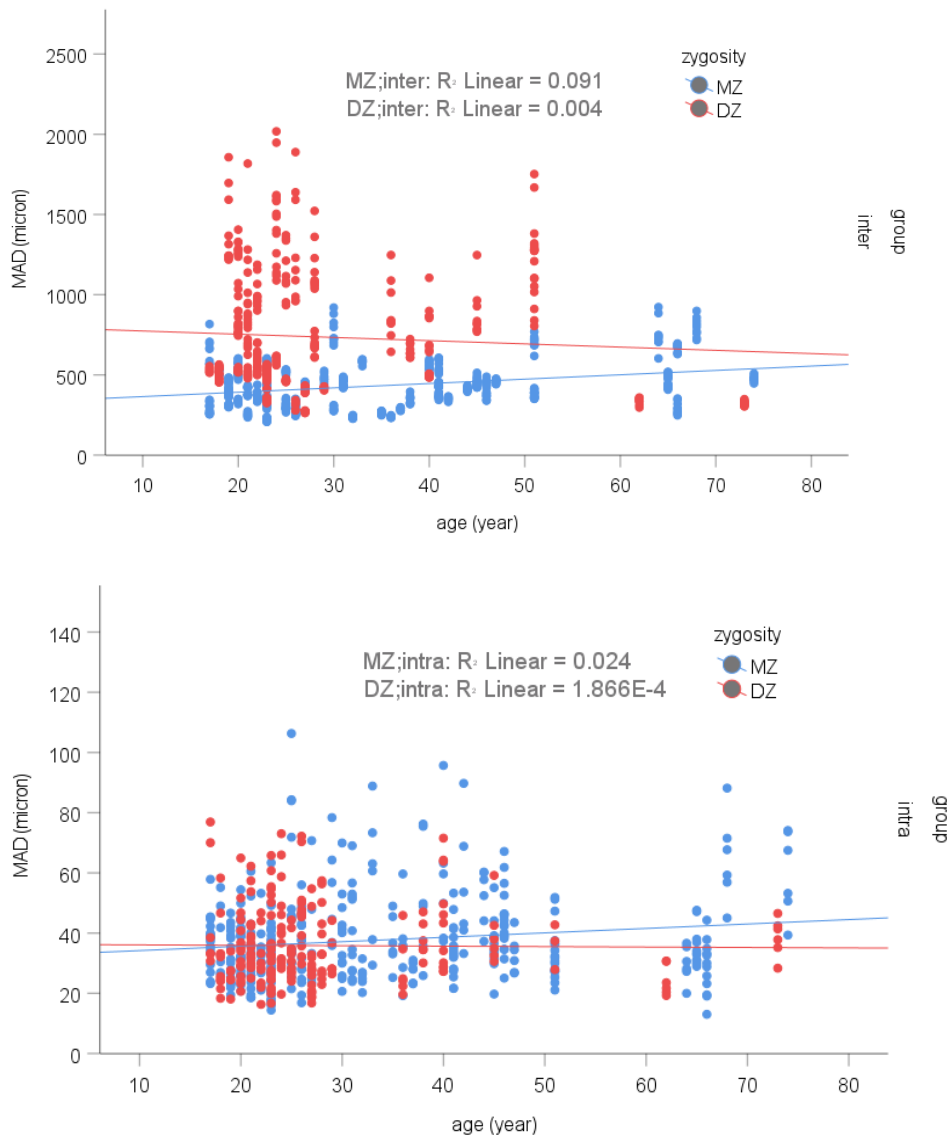 2500
2000
1500
1000
500
0
MAD (micron)
MZ;inter: R² Linear = 0.091
DZ;inter: R² Linear = 0.004
zygosity
MZ
DZ
group
inter
10 20 30 40 50 60 70 80
age (year)
140
120
100
80
60
40
20
0
MAD (micron)
MZ;intra: R² Linear = 0.024
DZ;intra: R² Linear = 1.866E-4
zygosity
MZ
DZ
group
intra
10 20 30 40 50 60 70 80
age (year)